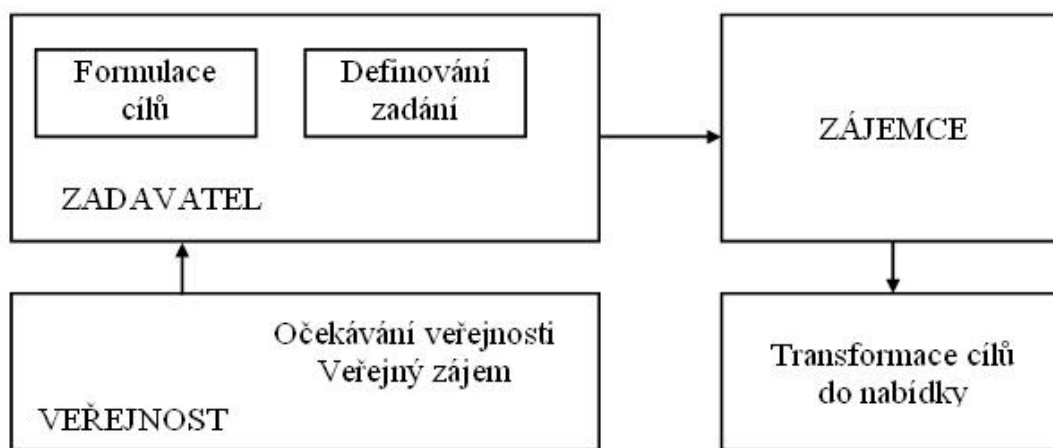 Formulace
cílů
Definování
zadání
ZADAVATEL
ZÁJEMCE
Očekávání veřejnosti
Veřejný zájem
VEŘEJNOST
Transformace cílů
do nabídky